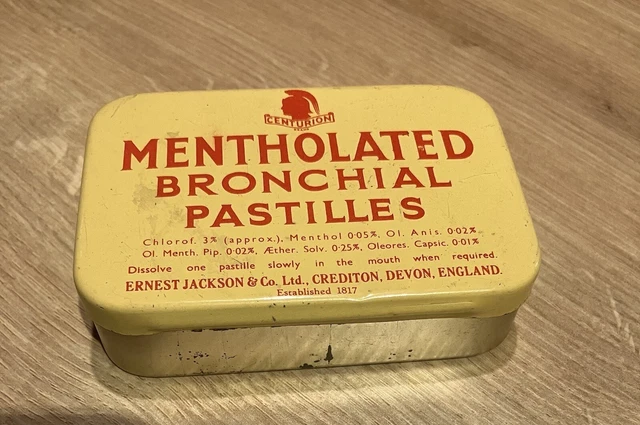 CENTURION
MENTHOLATED
BRONCHIAL
PASTILLES
Chlorof. 3% (approx.), Menthol 0·05%, Ol. Anis. 0·02%.
Ol. Menth. Pip. 0·02%, Æther. Solv. 0·25%, Oleores. Capsic. 0·01%
Dissolve one pastille slowly in the mouth when required.
ERNEST JACKSON & Co. Ltd., CREDITON, DEVON, ENGLAND.
Established 1817